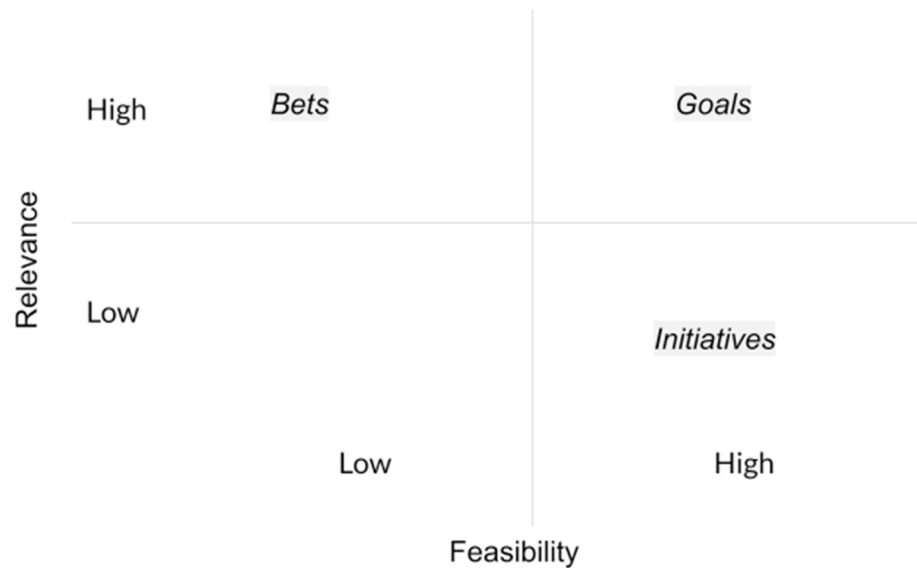 High
Bets
Goals
Relevance
Low
Initiatives
Low
High
Feasibility